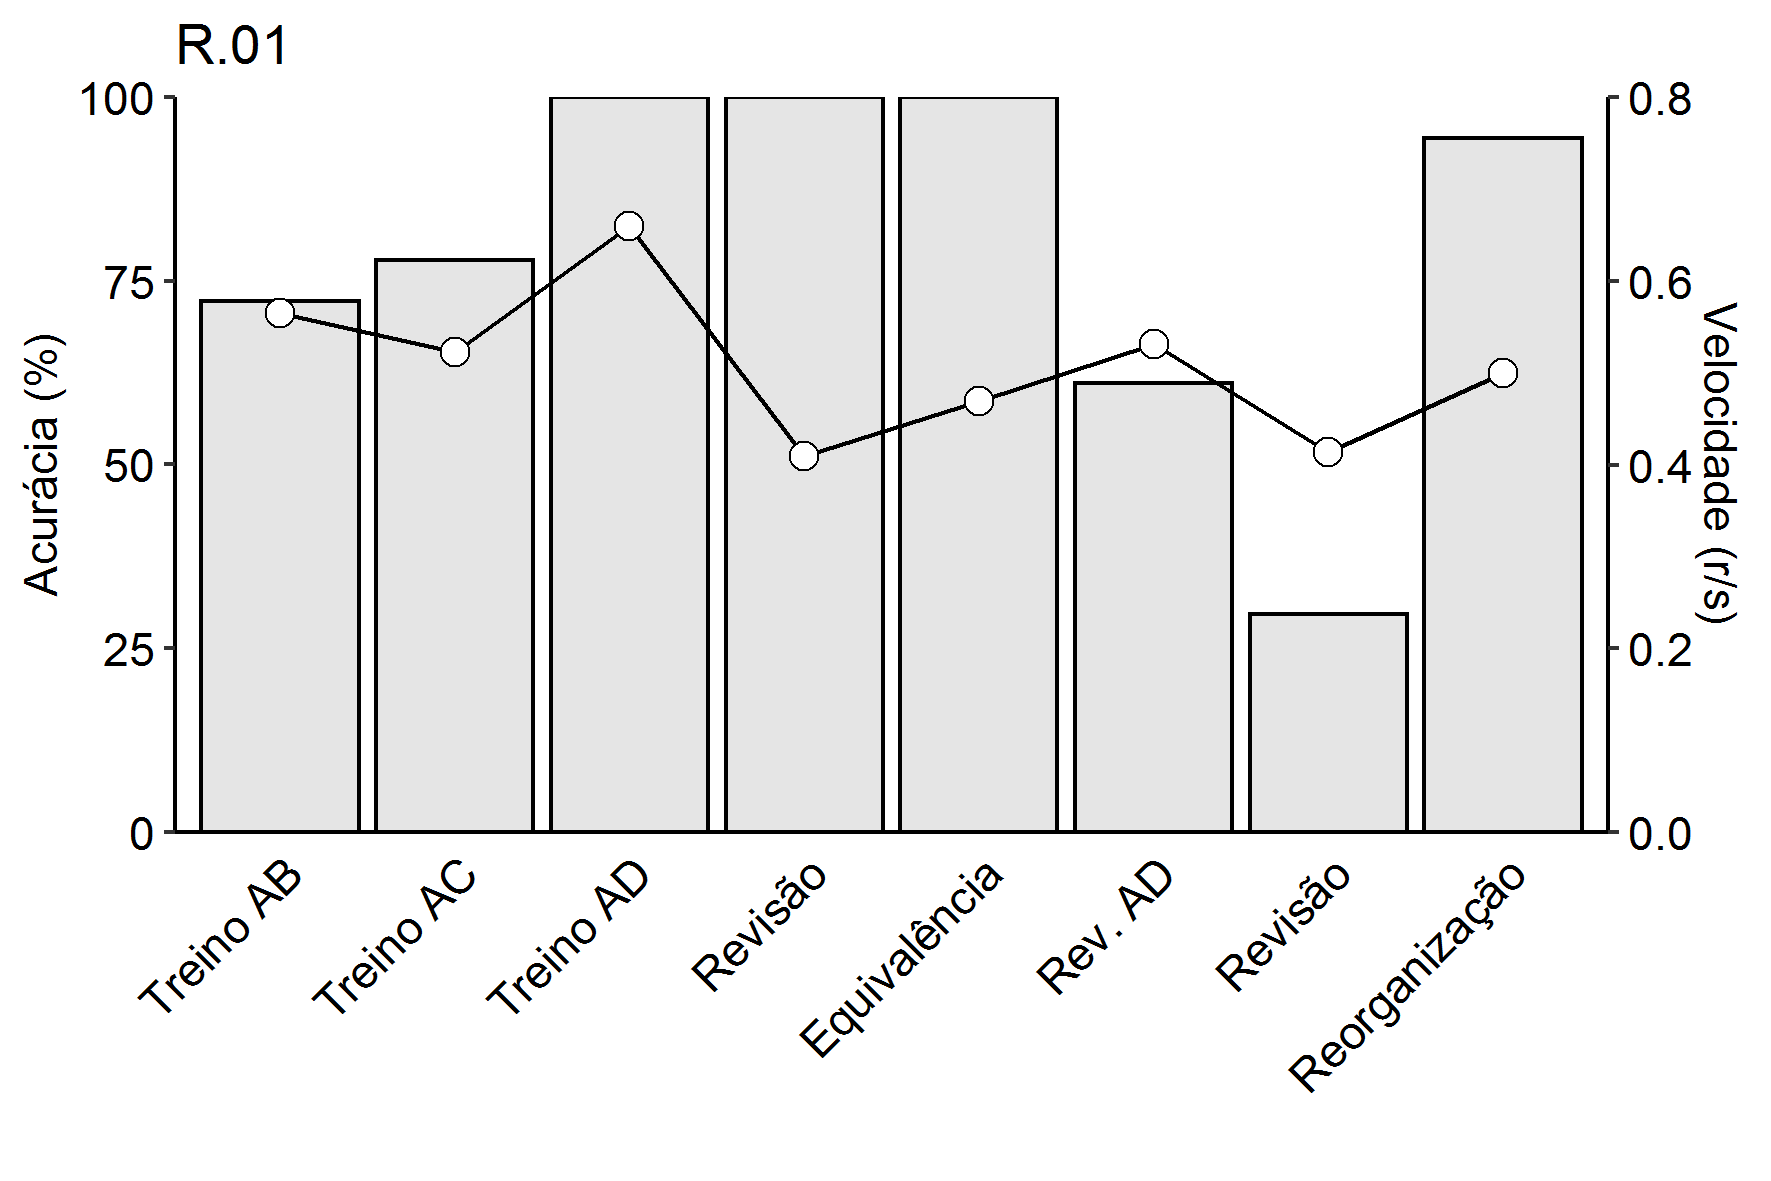 R.01
100
75
50
25
0
Acurácia (%)
0.8
0.6
0.4
0.2
0.0
Velocidade (r/s)
Treino AB
Treino AC
Treino AD
Revisão
Equivalência
Rev. AD
Revisão
Reorganização